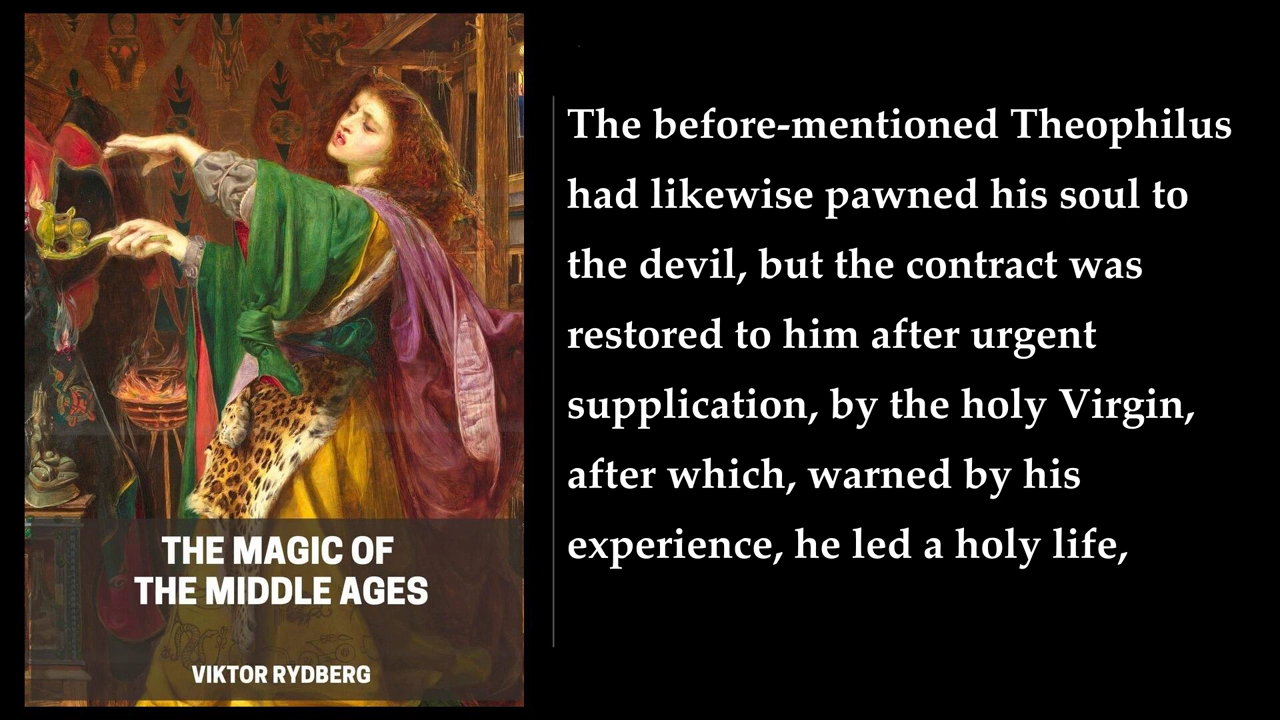 THE MAGIC OF
THE MIDDLE AGES
VIKTOR RYDBERG
The before-mentioned Theophilus
had likewise pawned his soul to
the devil, but the contract was
restored to him after urgent
supplication, by the holy Virgin,
after which, warned by his
experience, he led a holy life,